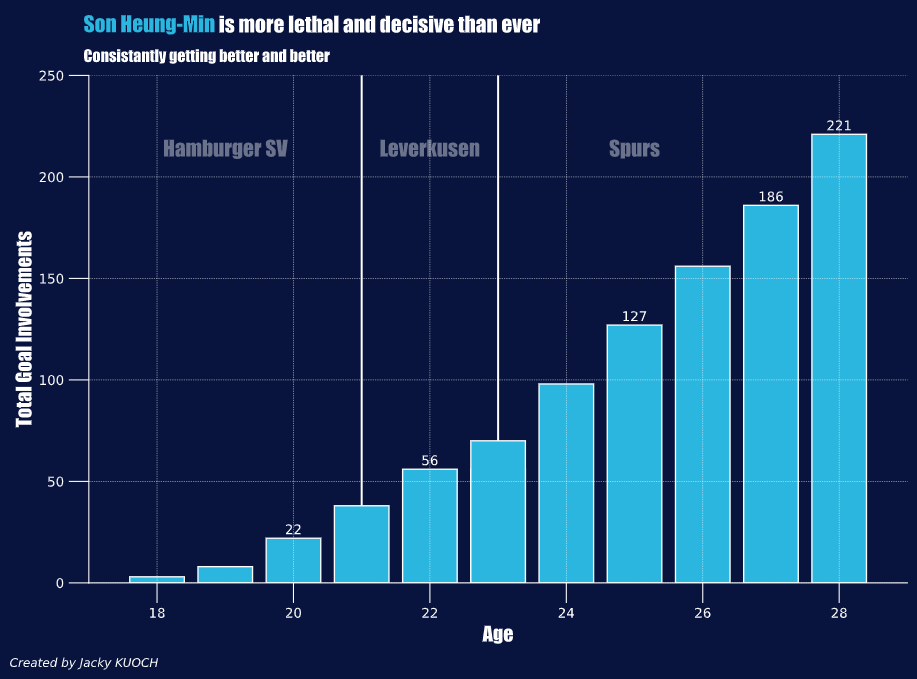 Son Heung-Min is more lethal and decisive than ever
Consistantly getting better and better
250
200
150
100
50
0
Total Goal Involvements
Hamburger SV
Leverkusen
Spurs
22
56
127
186
221
18
20
22
24
26
28
Age
Created by Jacky KUOCH